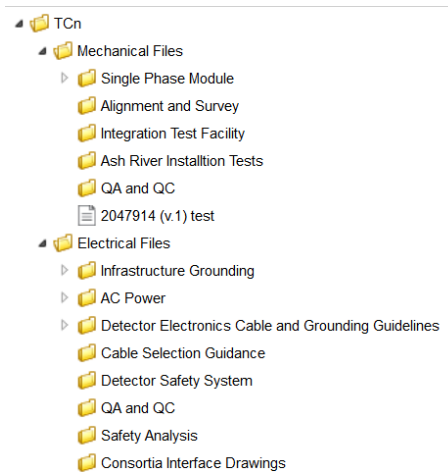 TCn
Mechanical Files
Single Phase Module
Alignment and Survey
Integration Test Facility
Ash River Installtion Tests
QA and QC
2047914 (v.1) test
Electrical Files
Infrastructure Grounding
AC Power
Detector Electronics Cable and Grounding Guidelines
Cable Selection Guidance
Detector Safety System
QA and QC
Safety Analysis
Consortia Interface Drawings